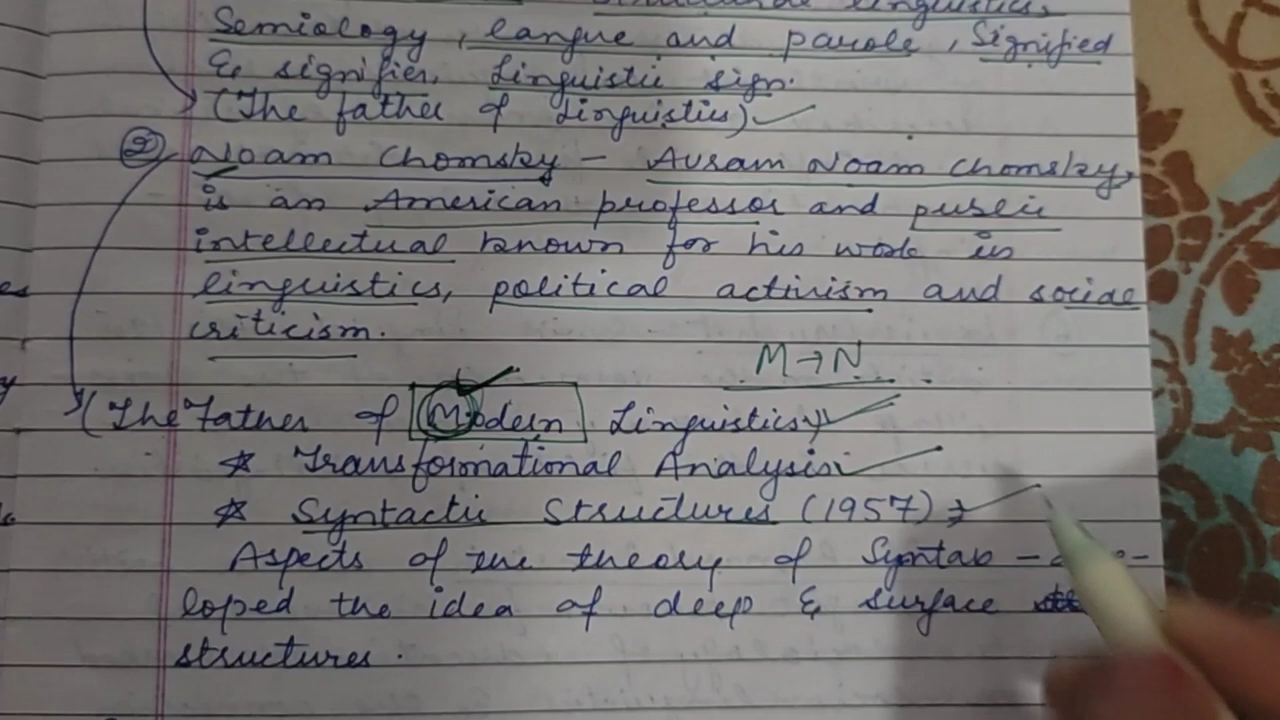 Structural linguistics,
Semiology, langue and parole, Signified
& signifier, Linguistic sign.
(The father of Linguistics)
② Noam Chomsky - Avram Noam Chomsky,
is an American professor and public
intellectual known for his work in
linguistics, political activism and social
criticism.
M→N
(The Father of Modern Linguistics)
☆ Transformational Analysis
☆ Syntactic Structures (1957)
Aspects of the theory of Syntax -
loped the idea of deep & surface
structures.